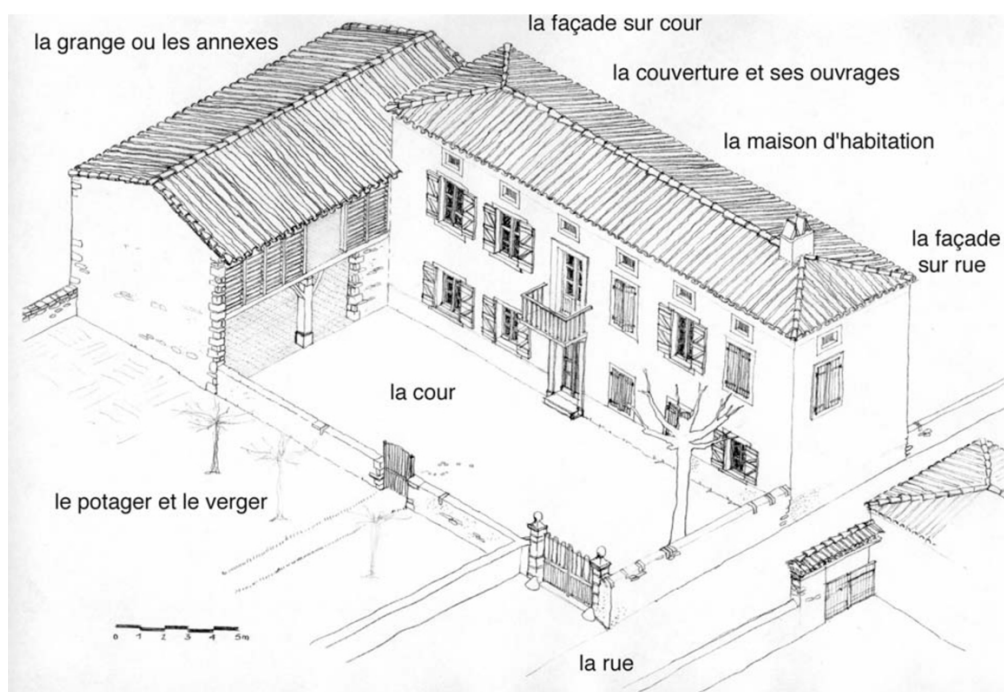 la façade sur cour
la grange ou les annexes
la couverture et ses ouvrages
la maison d'habitation
la façade
sur rue
la cour
le potager et le verger
0 1 2 3 4 5m
la rue